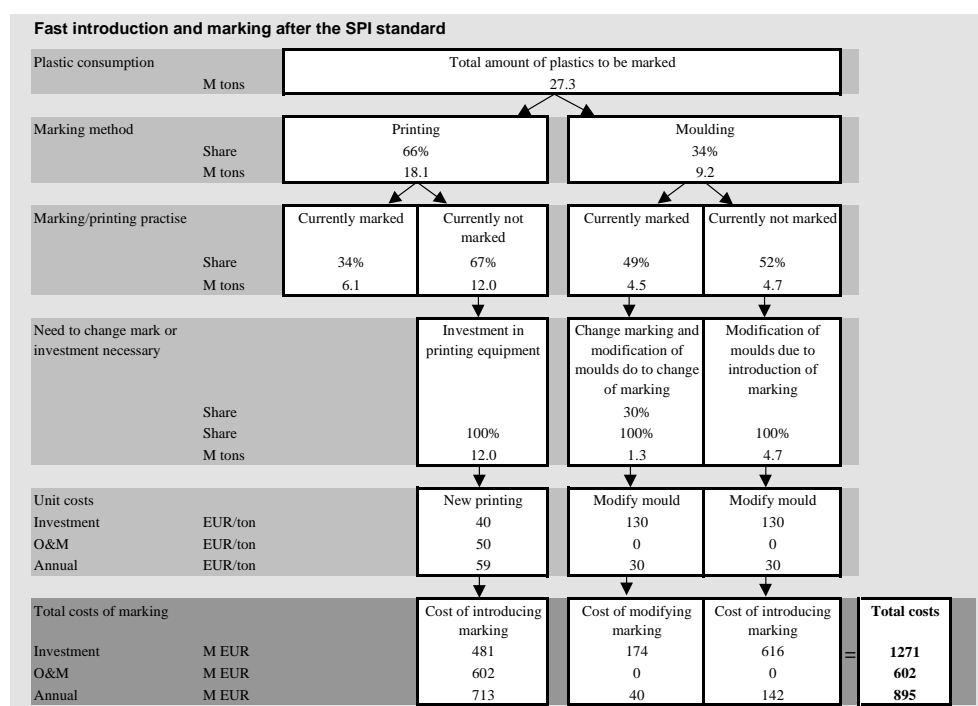 Fast introduction and marking after the SPI standard
Plastic consumption Total amount of plastics to be marked
M tons 27.3
Marking method Printing Moulding
Share 66% 34%
M tons 18.1 9.2
Marking/printing practise Currently marked Currently not Currently marked Currently not marked
marked
Share 34% 67% 49% 52%
M tons 6.1 12.0 4.5 4.7
Need to change mark or Investment in Change marking and Modification of
investment necessary printing equipment modification of moulds due to
moulds do to change introduction of
of marking marking
Share 30%
Share 100% 100% 100%
M tons 12.0 1.3 4.7
Unit costs New printing Modify mould Modify mould
Investment EUR/ton 40 130 130
O&M EUR/ton 50 0 0
Annual EUR/ton 59 30 30
Total costs of marking Cost of introducing Cost of modifying Cost of introducing Total costs
marking marking marking
Investment M EUR 481 174 616 = 1271
O&M M EUR 602 0 0 602
Annual M EUR 713 40 142 895